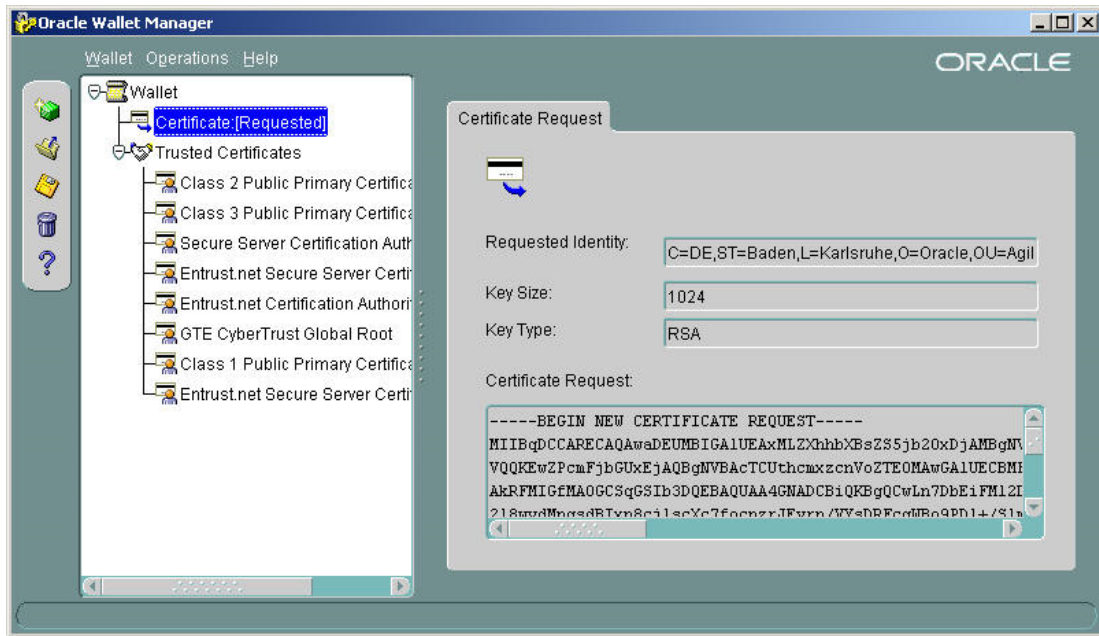 Oracle Wallet Manager
Wallet Operations Help
ORACLE
Wallet
Certificate:[Requested]
Trusted Certificates
Class 2 Public Primary Certifica
Class 3 Public Primary Certifica
Secure Server Certification Auth
Entrust.net Secure Server Certi
Entrust.net Certification Authori
GTE CyberTrust Global Root
Class 1 Public Primary Certifica
Entrust.net Secure Server Certi
Certificate Request
Requested Identity: C=DE,ST=Baden,L=Karlsruhe,O=Oracle,OU=Agil
Key Size: 1024
Key Type: RSA
Certificate Request:
-----BEGIN NEW CERTIFICATE REQUEST-----
MIIBqDCCARECAQAwaDEUMBIGA1UEAxMLZXhhbXBsZS5jb20xDjAMBgNV
VQQKEwZPcmFjbGUxEjAQBgNVBAcTCUthcmxzcnVoZTEOMAwGA1UECBMF
AkRFMIGfMA0GCSqGSIb3DQEBAQUAA4GNADCBiQKBgQCwLn7DbEiFM12I